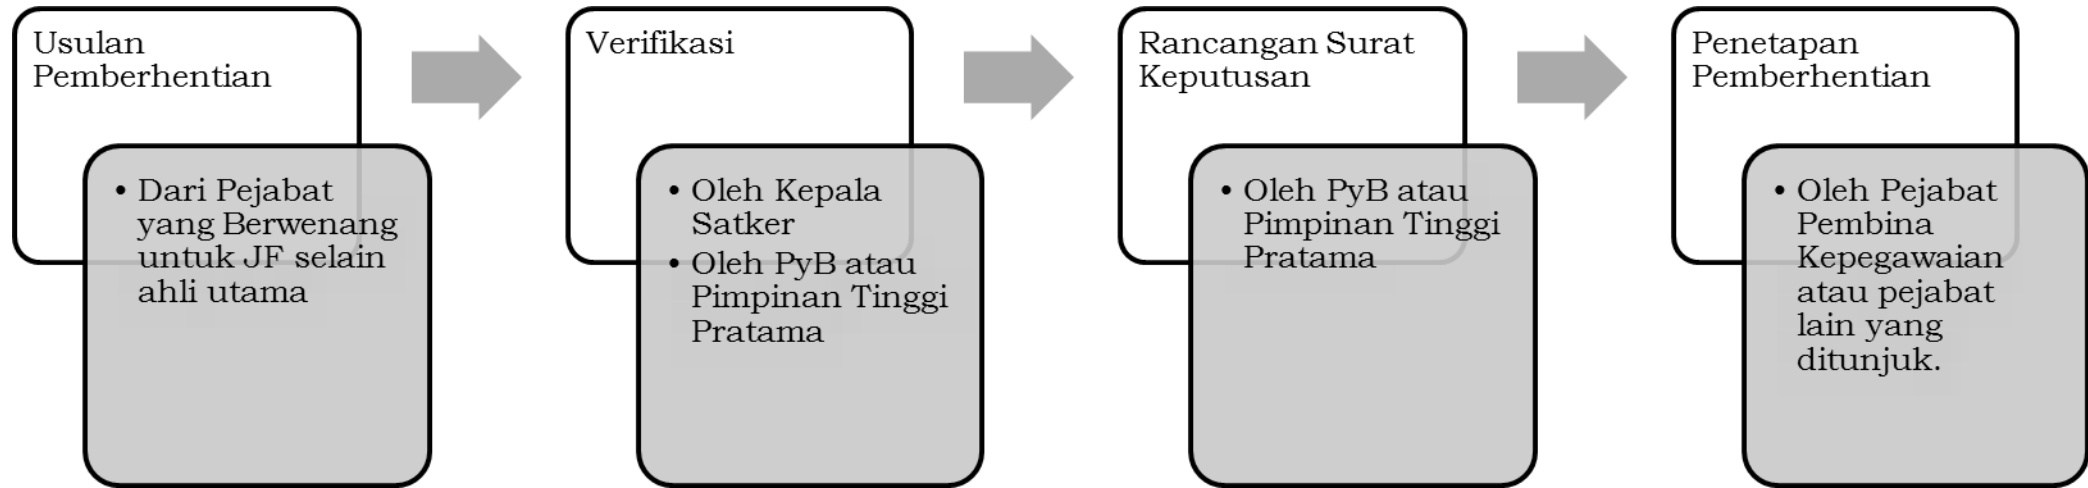 Usulan
Pemberhentian
• Dari Pejabat
yang Berwenang
untuk JF selain
ahli utama
Verifikasi
• Oleh Kepala
Satker
• Oleh PyB atau
Pimpinan Tinggi
Pratama
Rancangan Surat
Keputusan
• Oleh PyB atau
Pimpinan Tinggi
Pratama
Penetapan
Pemberhentian
• Oleh Pejabat
Pembina
Kepegawaian
atau pejabat
lain yang
ditunjuk.